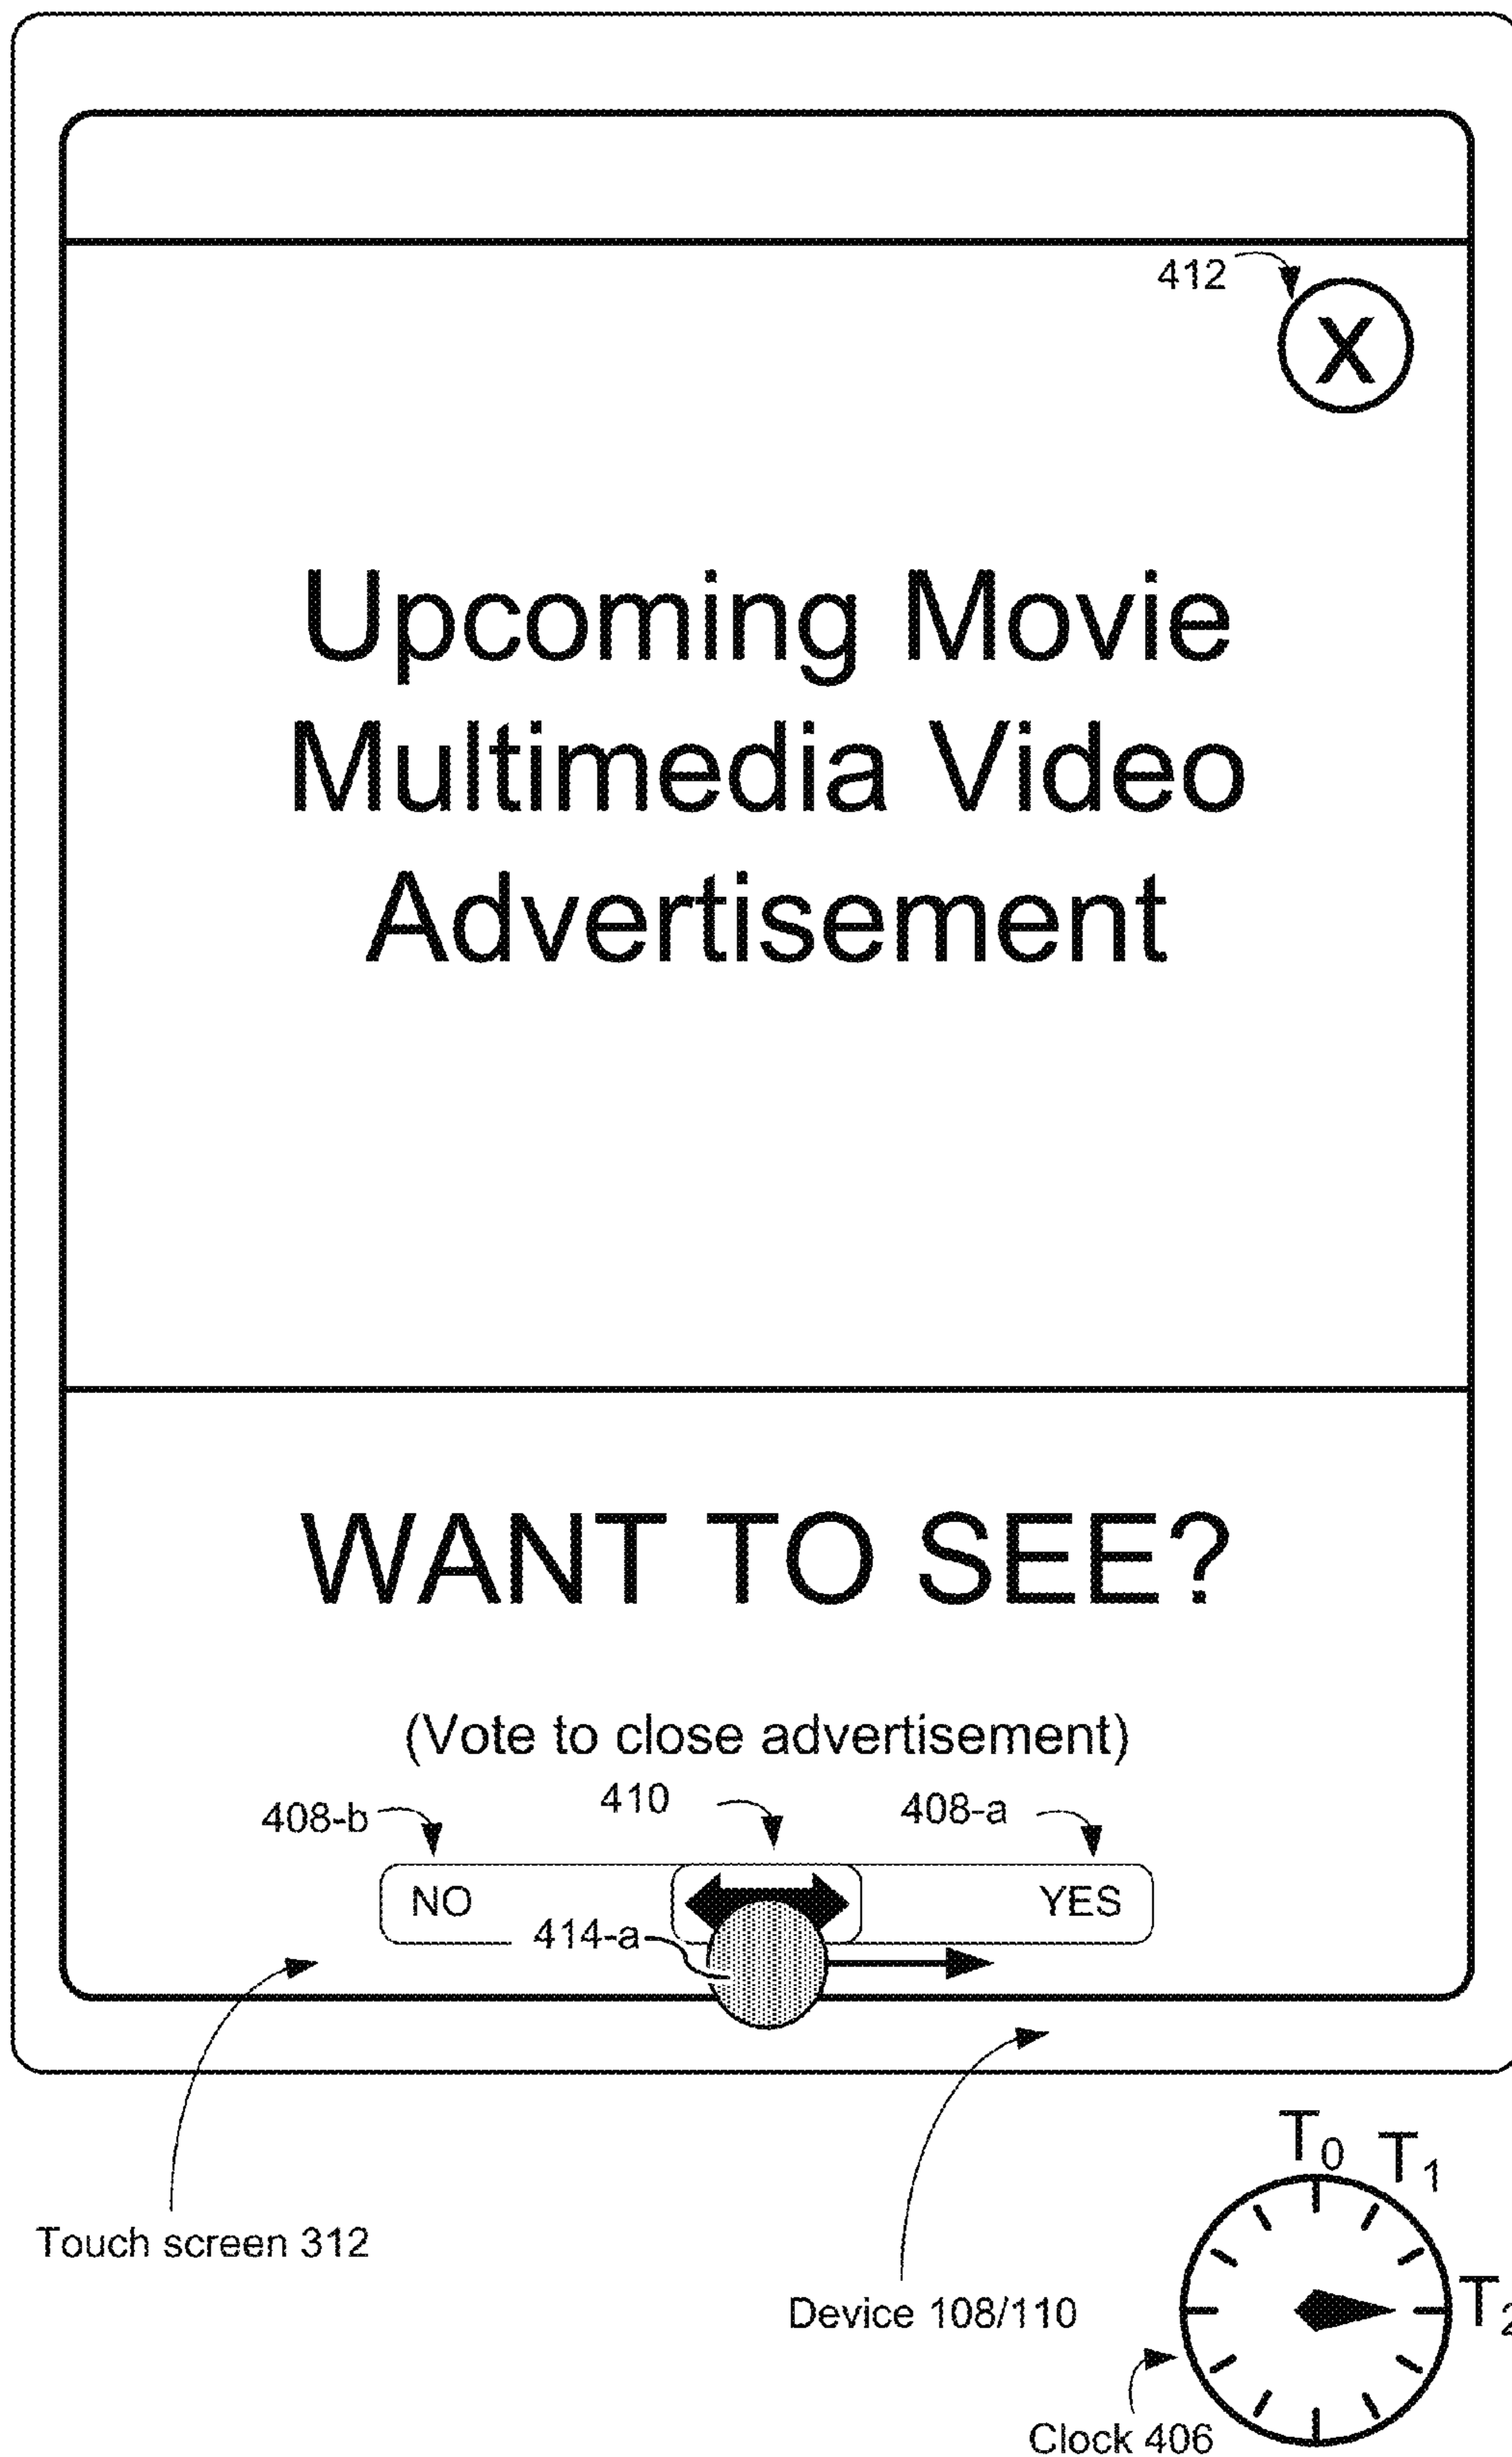 412
X
Upcoming Movie
Multimedia Video
Advertisement
WANT TO SEE?
(Vote to close advertisement)
408-b
410
408-a
NO
YES
414-a
T0
T1
Touch screen 312
Device 108/110
T2
Clock 406